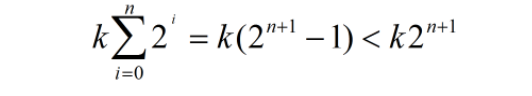 k∑_{i=0}^{n} 2^i = k(2^{n+1} − 1) < k2^{n+1}